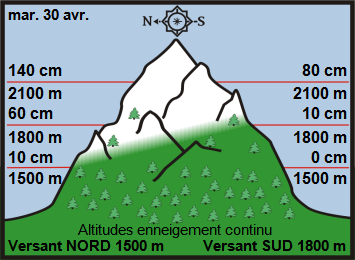 mar. 30 avr.
N S
140 cm 80 cm
2100 m 2100 m
60 cm 10 cm
1800 m 1800 m
10 cm 0 cm
1500 m 1500 m
Altitudes enneigement continu
Versant NORD 1500 m Versant SUD 1800 m